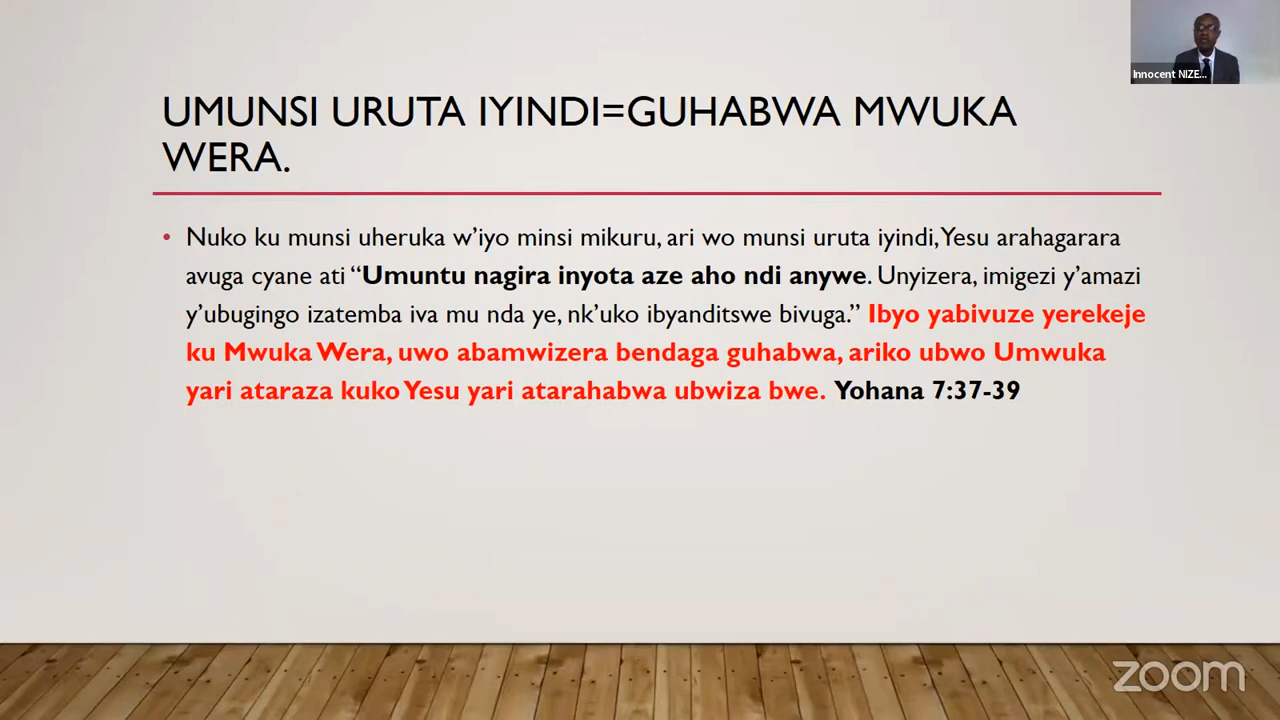 Innocent NIZE...
UMUNSI URUTA IYINDI=GUHABWA MWUKA
WERA.
• Nuko ku munsi uheruka w’iyo minsi mikuru, ari wo munsi uruta iyindi,Yesu arahagarara
avuga cyane ati “Umuntu nagira inyota aze aho ndi anywe. Unyizera, imigezi y’amazi
y’ubugingo izatemba iva mu nda ye, nk’uko ibyanditswe bivuga.” Ibyo yabivuze yerekeje
ku Mwuka Wera, uwo abamwizera bendaga guhabwa, ariko ubwo Umwuka
yari ataraza kuko Yesu yari atarahabwa ubwiza bwe. Yohana 7:37-39
zoom